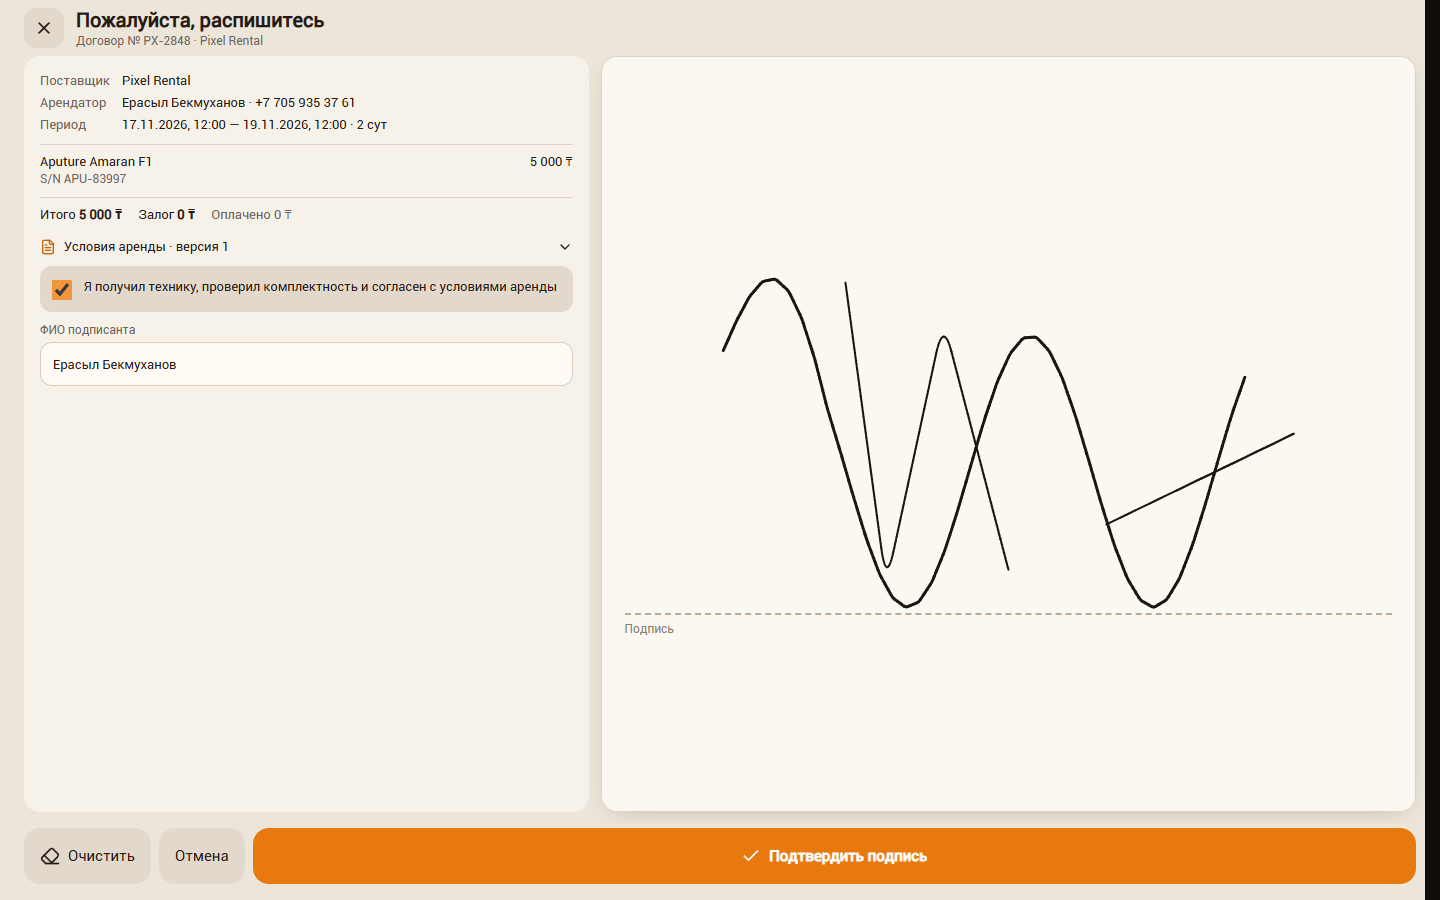 Пожалуйста, распишитесь
Договор № PX-2848 · Pixel Rental
Поставщик Pixel Rental
Арендатор Ерасыл Бекмуханов · +7 705 935 37 61
Период 17.11.2026, 12:00 — 19.11.2026, 12:00 · 2 сут
Aputure Amaran F1 5 000 ₸
S/N APU-83997
Итого 5 000 ₸ Залог 0 ₸ Оплачено 0 ₸
Условия аренды · версия 1
Я получил технику, проверил комплектность и согласен с условиями аренды
ФИО подписанта
Ерасыл Бекмуханов
Подпись
Очистить
Отмена
Подтвердить подпись